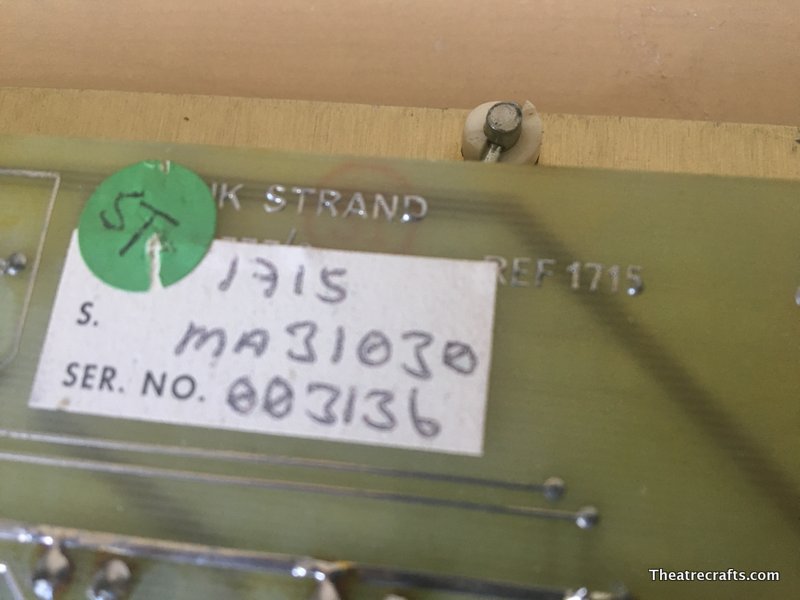 ST
STRAND
REF 1715
1715
S. MA31030
SER. NO. 003136
Theatrecrafts.com